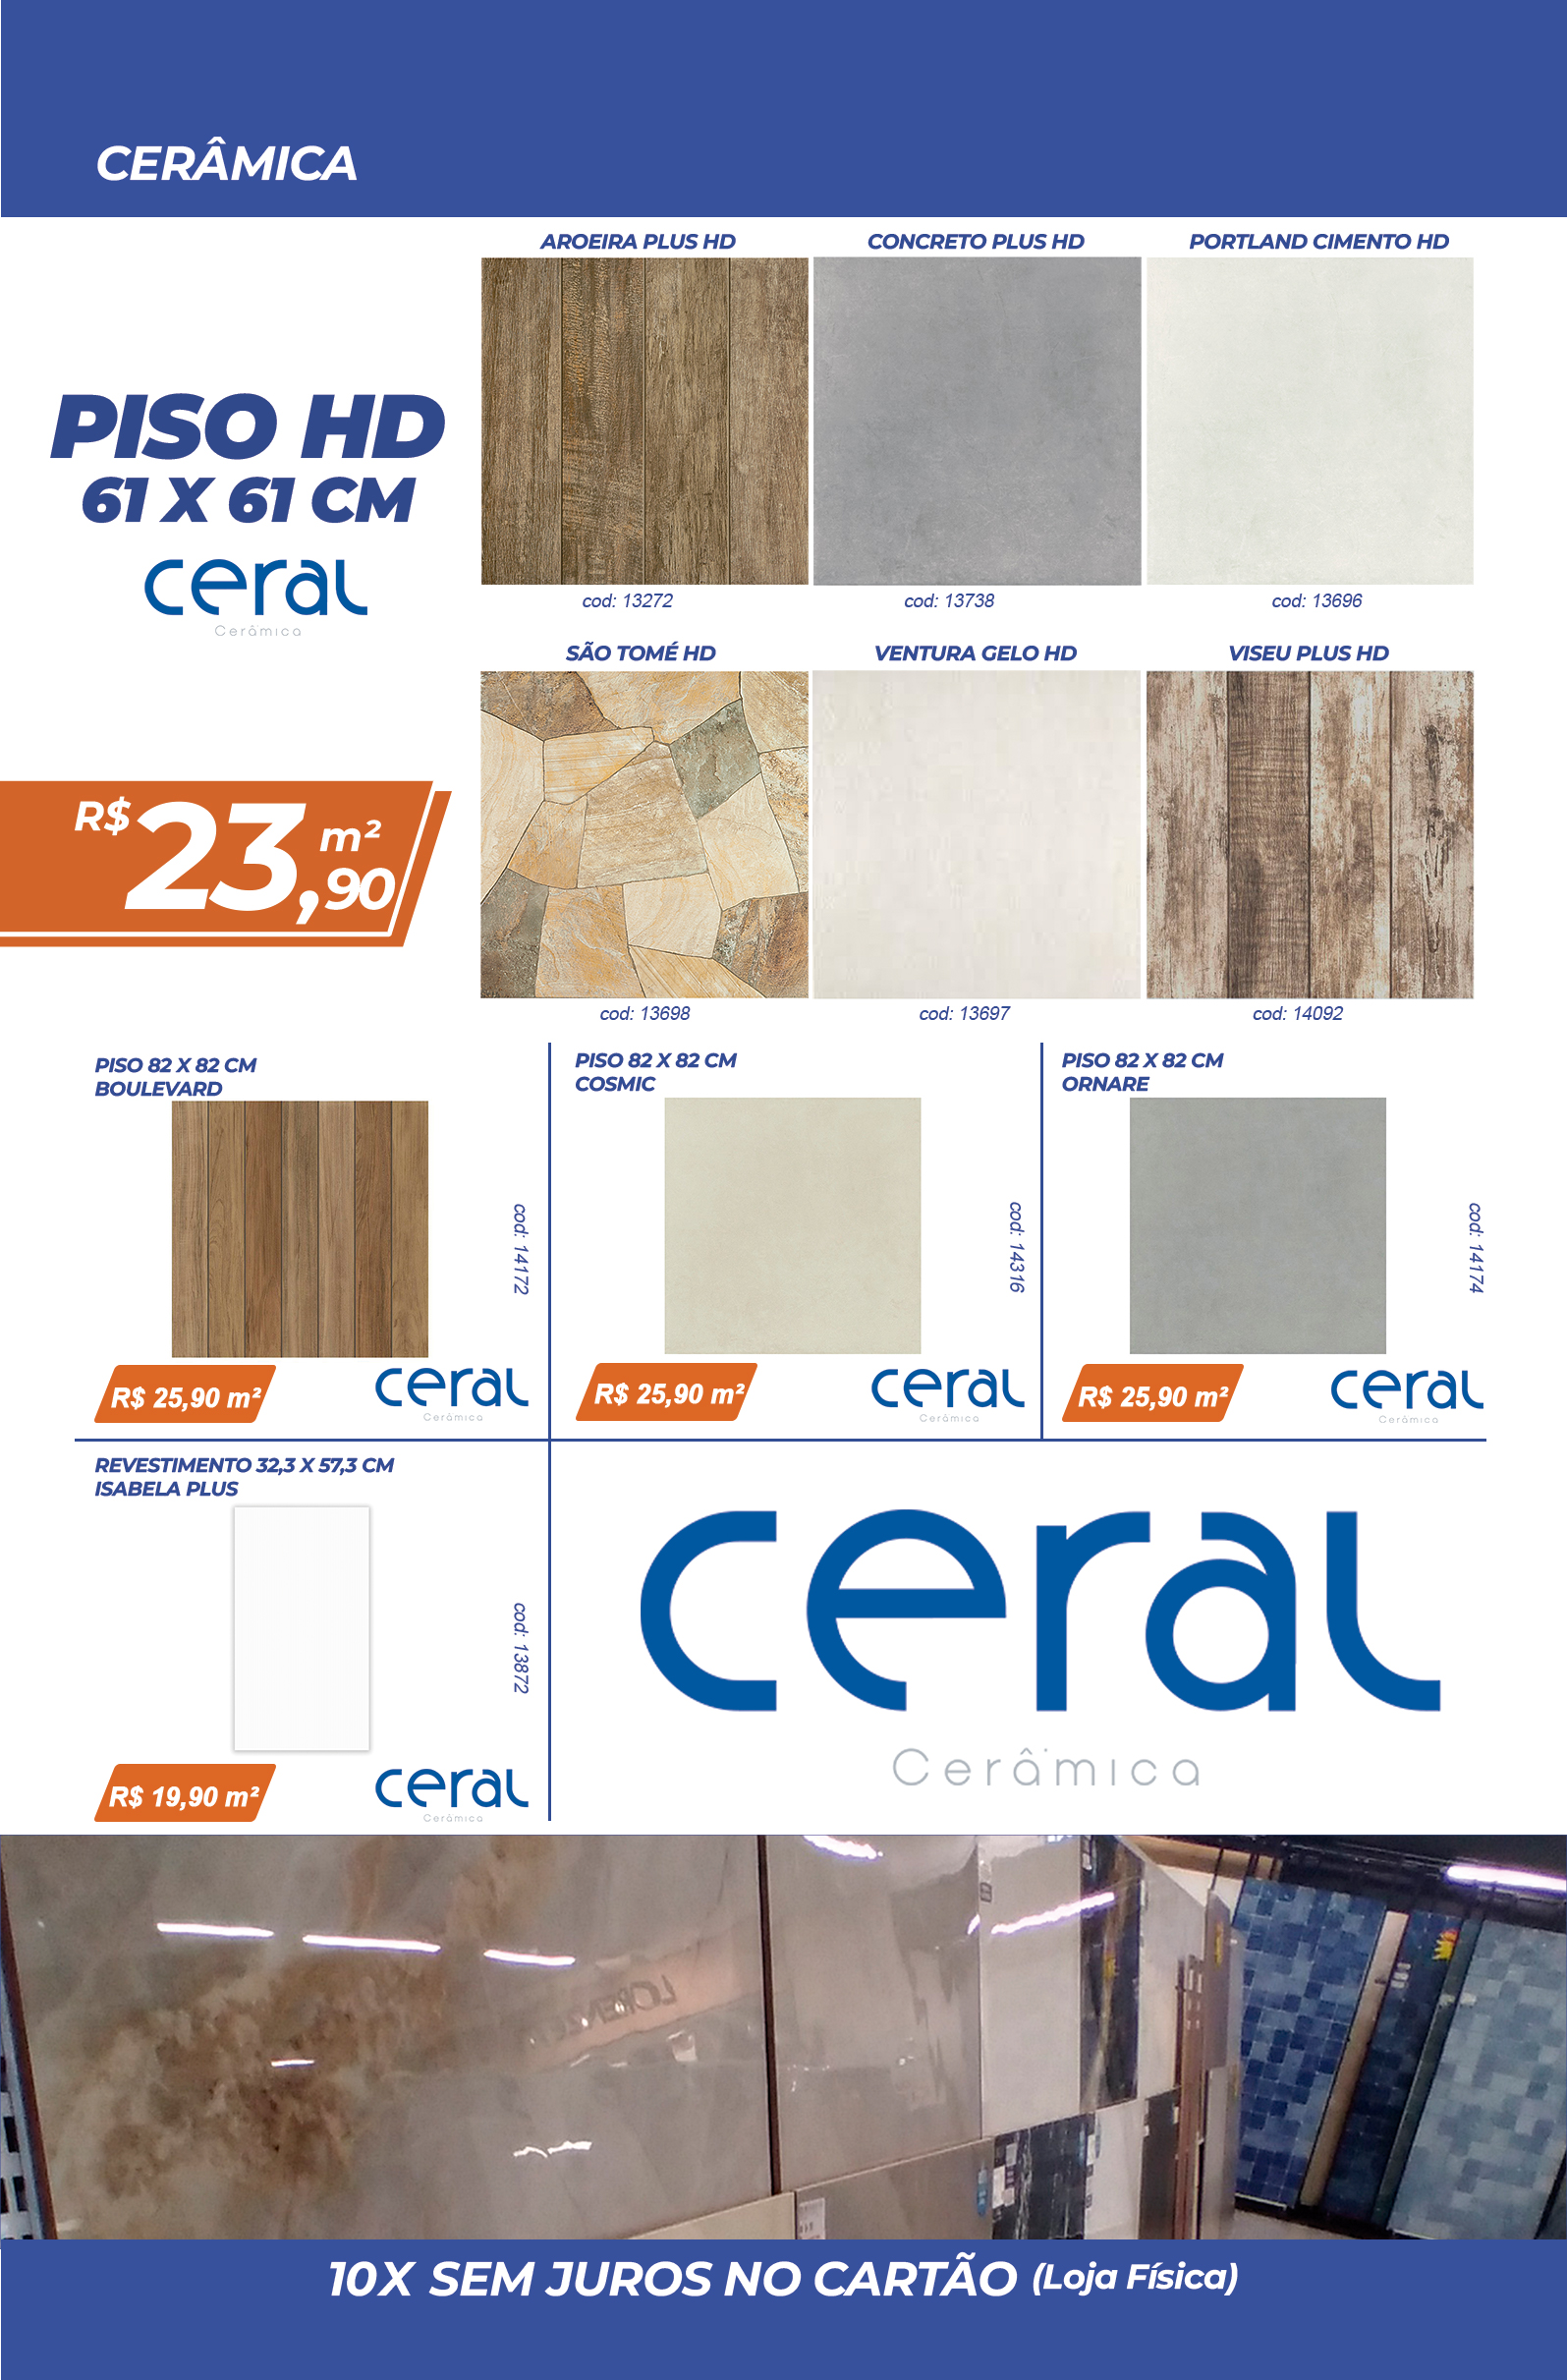 CERÂMICA
PISO HD
61 X 61 CM
ceral
Cerâmica
R$ 23,90 m²
AROEIRA PLUS HD
CONCRETO PLUS HD
PORTLAND CIMENTO HD
cod: 13272
cod: 13738
cod: 13696
SÃO TOMÉ HD
VENTURA GELO HD
VISEU PLUS HD
cod: 13698
cod: 13697
cod: 14092
PISO 82 X 82 CM
BOULEVARD
cod: 14172
R$ 25,90 m²
ceral
Cerâmica
PISO 82 X 82 CM
COSMIC
cod: 14316
R$ 25,90 m²
ceral
Cerâmica
PISO 82 X 82 CM
ORNARE
cod: 14174
R$ 25,90 m²
ceral
Cerâmica
REVESTIMENTO 32,3 X 57,3 CM
ISABELA PLUS
cod: 13872
R$ 19,90 m²
ceral
Cerâmica
ceral
Cerâmica
10X SEM JUROS NO CARTÃO (Loja Física)